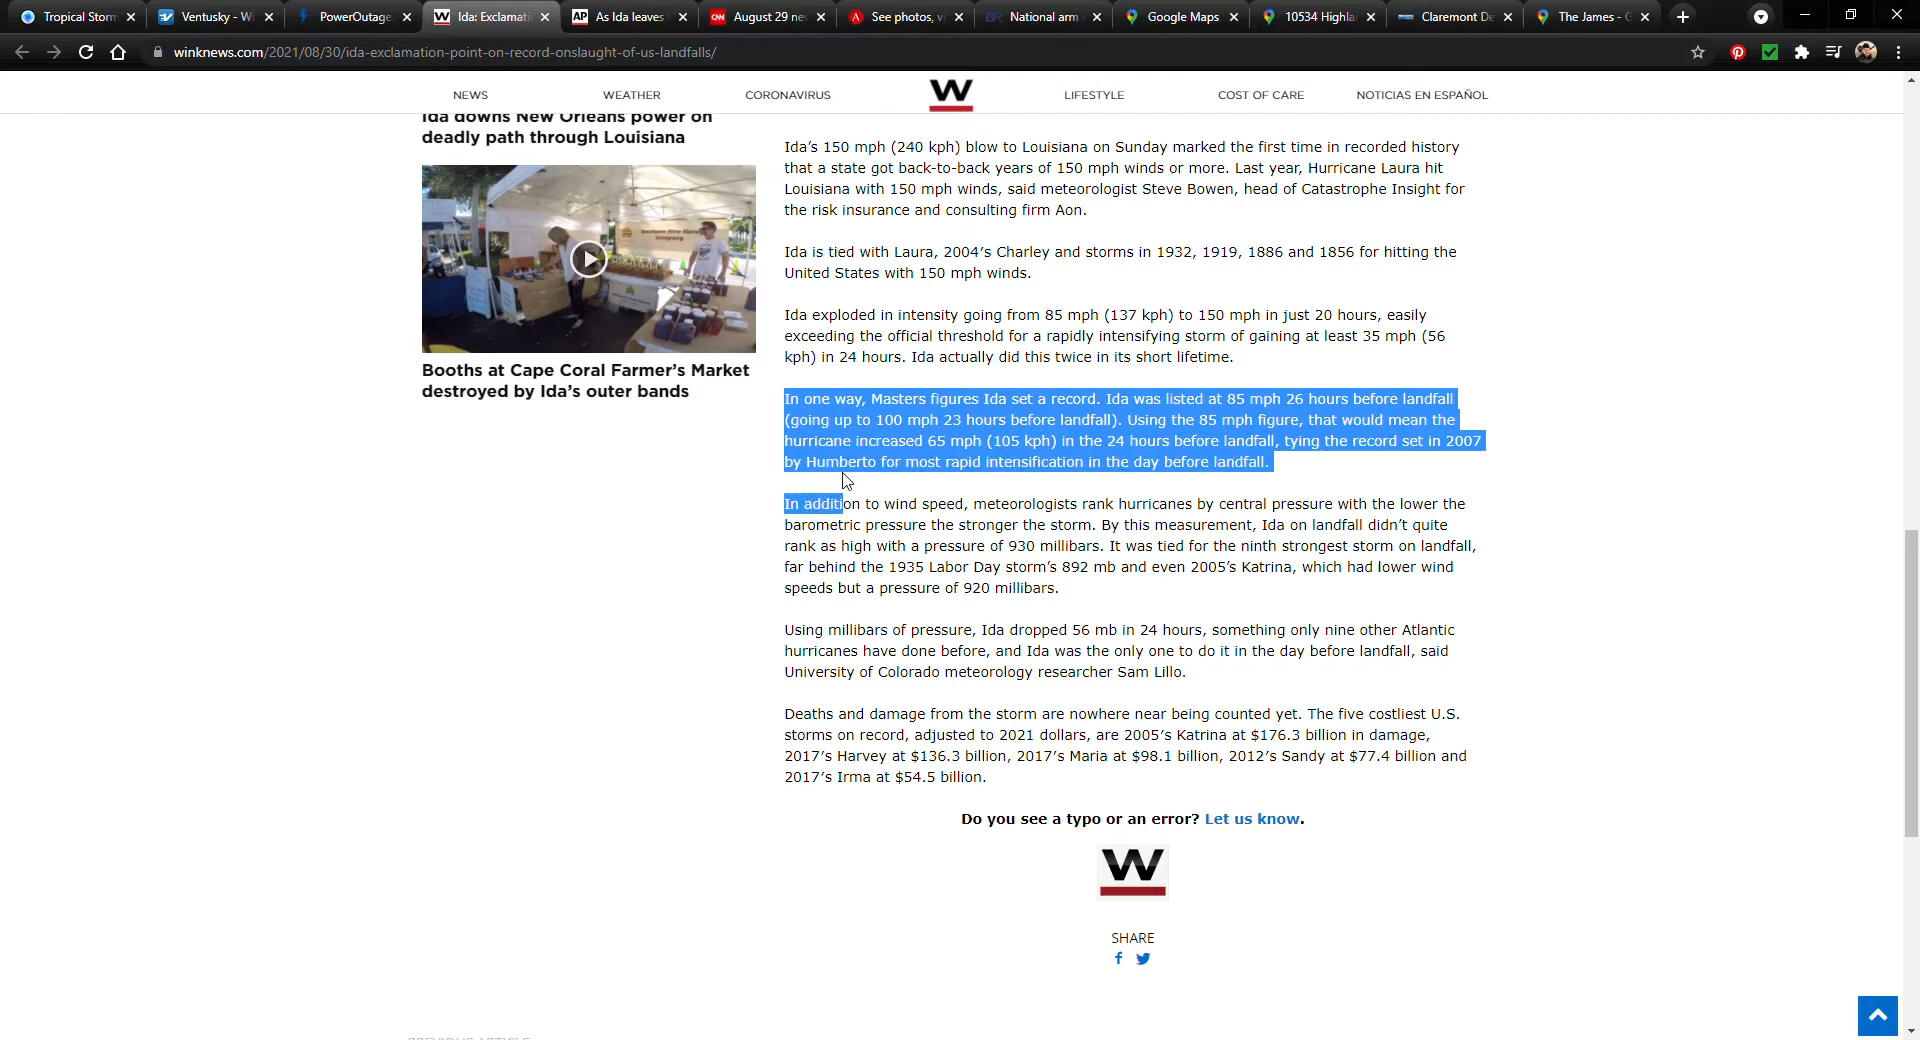 Tropical Storm
Ventusky - Wi
PowerOutage
Ida: Exclamati
As Ida leaves
August 29 ne
See photos, v
National arm
Google Maps
10534 Highla
Claremont De
The James - G
winknews.com/2021/08/30/ida-exclamation-point-on-record-onslaught-of-us-landfalls/
NEWS
WEATHER
CORONAVIRUS
W
LIFESTYLE
COST OF CARE
NOTICIAS EN ESPAÑOL
Ida downs New Orleans power on
deadly path through Louisiana
Booths at Cape Coral Farmer’s Market
destroyed by Ida’s outer bands
Ida’s 150 mph (240 kph) blow to Louisiana on Sunday marked the first time in recorded history
that a state got back-to-back years of 150 mph winds or more. Last year, Hurricane Laura hit
Louisiana with 150 mph winds, said meteorologist Steve Bowen, head of Catastrophe Insight for
the risk insurance and consulting firm Aon.
Ida is tied with Laura, 2004′s Charley and storms in 1932, 1919, 1886 and 1856 for hitting the
United States with 150 mph winds.
Ida exploded in intensity going from 85 mph (137 kph) to 150 mph in just 20 hours, easily
exceeding the official threshold for a rapidly intensifying storm of gaining at least 35 mph (56
kph) in 24 hours. Ida actually did this twice in its short lifetime.
In one way, Masters figures Ida set a record. Ida was listed at 85 mph 26 hours before landfall
(going up to 100 mph 23 hours before landfall). Using the 85 mph figure, that would mean the
hurricane increased 65 mph (105 kph) in the 24 hours before landfall, tying the record set in 2007
by Humberto for most rapid intensification in the day before landfall.
In addition to wind speed, meteorologists rank hurricanes by central pressure with the lower the
barometric pressure the stronger the storm. By this measurement, Ida on landfall didn’t quite
rank as high with a pressure of 930 millibars. It was tied for the ninth strongest storm on landfall,
far behind the 1935 Labor Day storm’s 892 mb and even 2005’s Katrina, which had lower wind
speeds but a pressure of 920 millibars.
Using millibars of pressure, Ida dropped 56 mb in 24 hours, something only nine other Atlantic
hurricanes have done before, and Ida was the only one to do it in the day before landfall, said
University of Colorado meteorology researcher Sam Lillo.
Deaths and damage from the storm are nowhere near being counted yet. The five costliest U.S.
storms on record, adjusted to 2021 dollars, are 2005’s Katrina at $176.3 billion in damage,
2017′s Harvey at $136.3 billion, 2017′s Maria at $98.1 billion, 2012′s Sandy at $77.4 billion and
2017′s Irma at $54.5 billion.
Do you see a typo or an error? Let us know.
W
SHARE